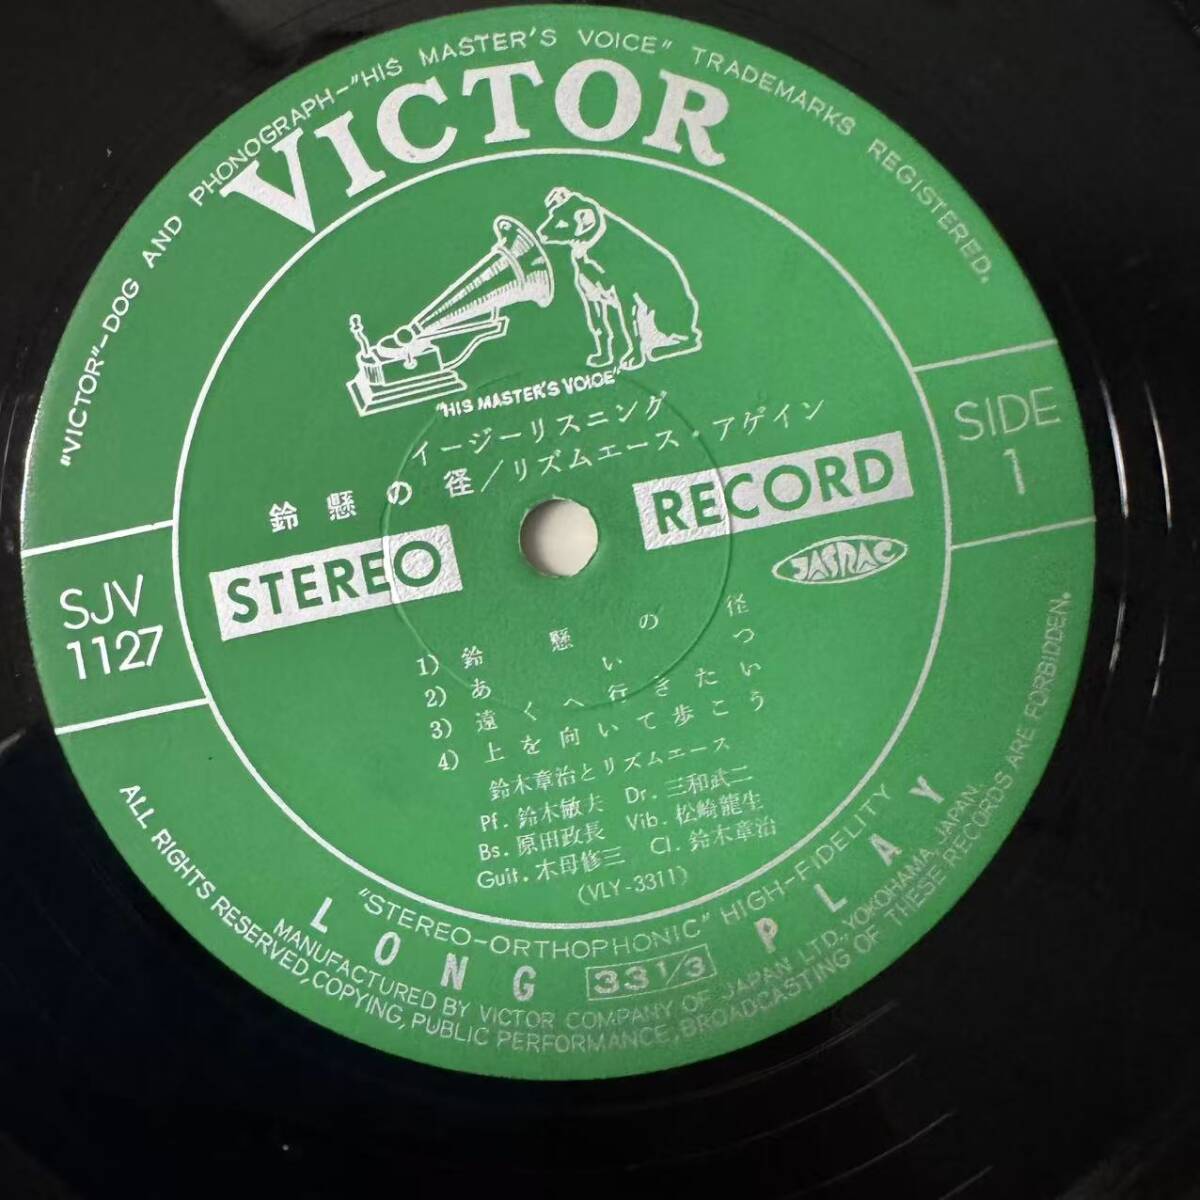 "VICTOR"-DOG AND PHONOGRAPH-"HIS MASTER'S VOICE" TRADEMARKS REGISTERED.
VICTOR
"HIS MASTER'S VOICE"
イージーリスニング
鈴懸の径/リズムエース・アゲイン
STEREO RECORD
SIDE
1
SJV
1127
JASRAC
1) 鈴懸の径
2) あいつ
3) 遠くへ行きたい
4) 上を向いて歩こう
鈴木章治とリズムエース
Pf. 鈴木敏夫 Dr. 三和武二
Bs. 原田政長 Vib. 松崎龍生
Guit. 木母修三 Cl. 鈴木章治
(VLY-3311)
"STEREO-ORTHOPHONIC" HIGH-FIDELITY
LONG 33 1/3 PLAY
MANUFACTURED BY VICTOR COMPANY OF JAPAN LTD., YOKOHAMA, JAPAN.
ALL RIGHTS RESERVED, COPYING, PUBLIC PERFORMANCE, BROADCASTING OF THESE RECORDS ARE FORBIDDEN.